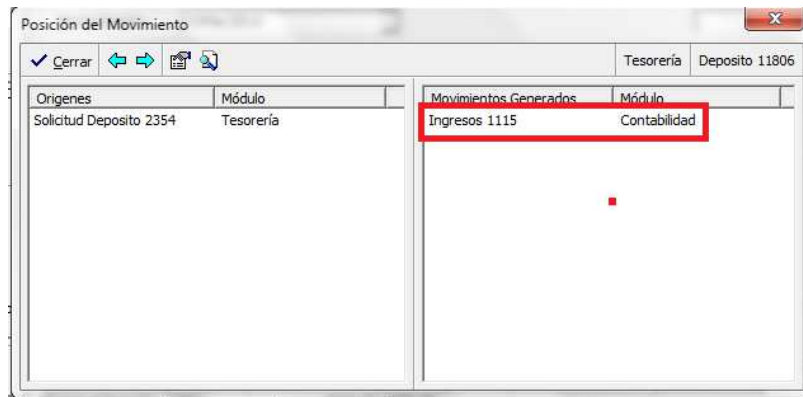 Posición del Movimiento
Cerrar
Tesorería Deposito 11806
Origenes Módulo
Solicitud Deposito 2354 Tesorería
Movimientos Generados Módulo
Ingresos 1115 Contabilidad